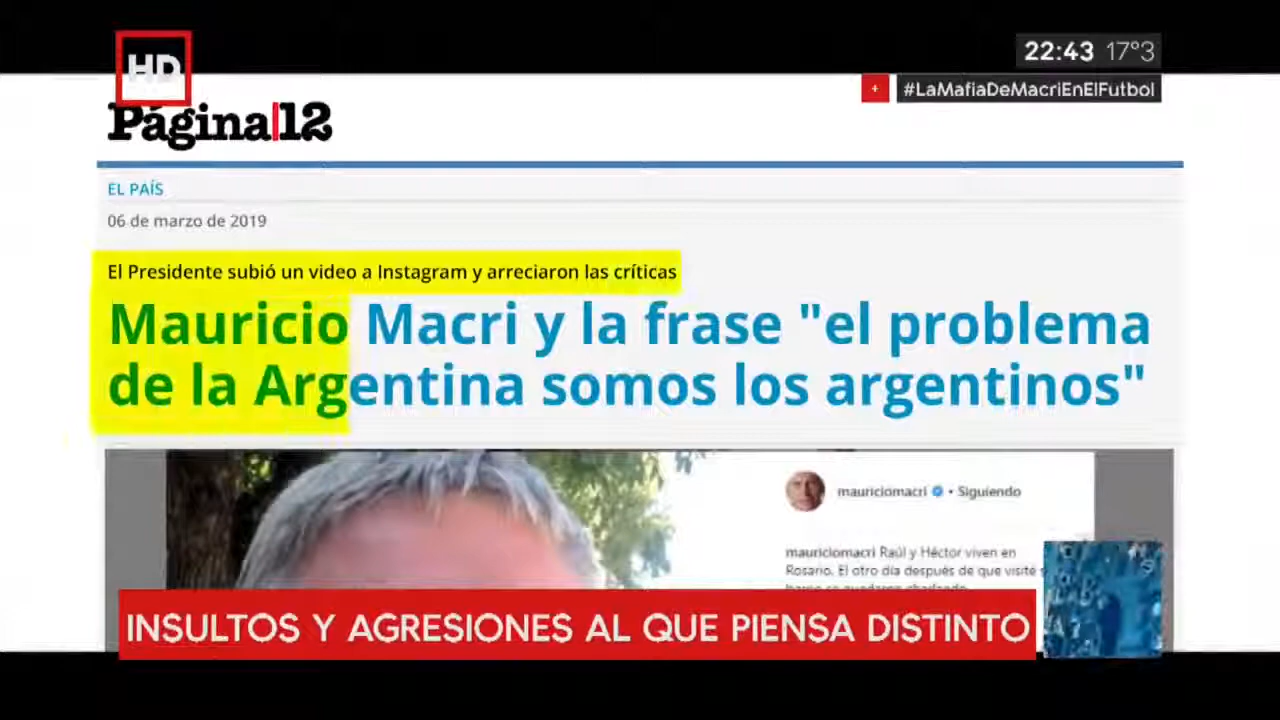 HD
22:43 17°3
+ #LaMafiaDeMacriEnElFutbol
Página|12
EL PAÍS
06 de marzo de 2019
El Presidente subió un video a Instagram y arreciaron las críticas
Mauricio Macri y la frase "el problema
de la Argentina somos los argentinos"
mauriciomacri • Siguiendo
mauriciomacri Raúl y Héctor viven en
Rosario. El otro día después de que visité
INSULTOS Y AGRESIONES AL QUE PIENSA DISTINTO